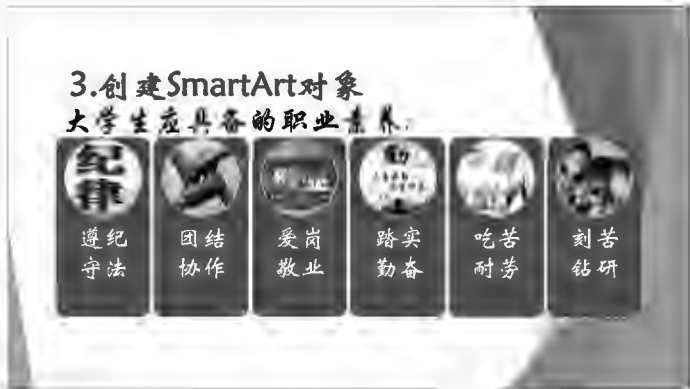 3.创建SmartArt对象
大学生应具备的职业素养:
纪律
勤
遵纪
守法
团结
协作
爱岗
敬业
踏实
勤奋
吃苦
耐劳
刻苦
钻研